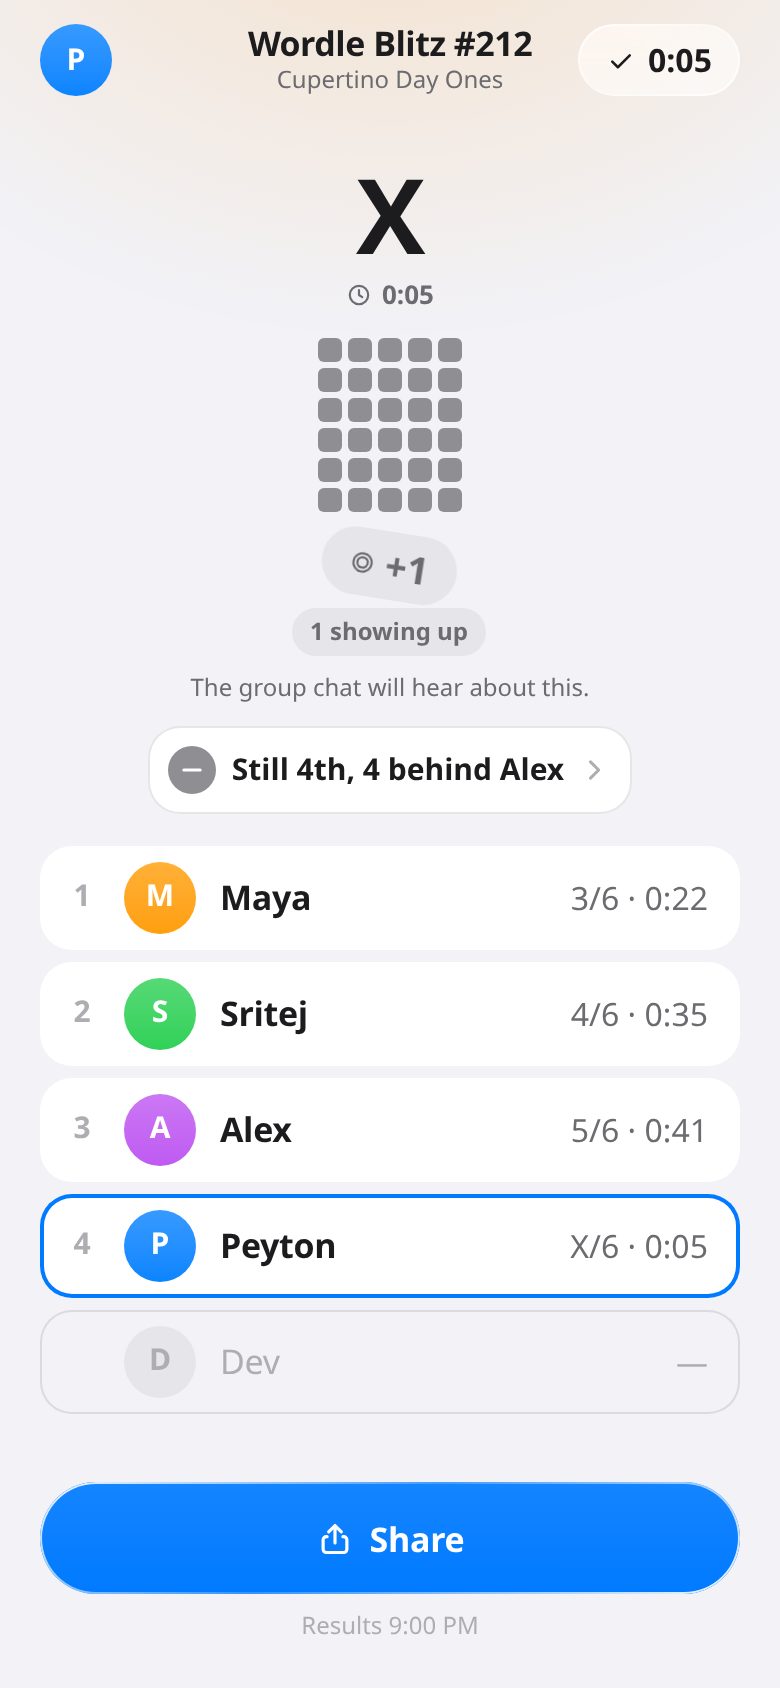 P
Wordle Blitz #212
Cupertino Day Ones
0:05
X
0:05
+1
1 showing up
The group chat will hear about this.
Still 4th, 4 behind Alex
1 M Maya 3/6 · 0:22
2 S Sritej 4/6 · 0:35
3 A Alex 5/6 · 0:41
4 P Peyton X/6 · 0:05
D Dev —
Share
Results 9:00 PM